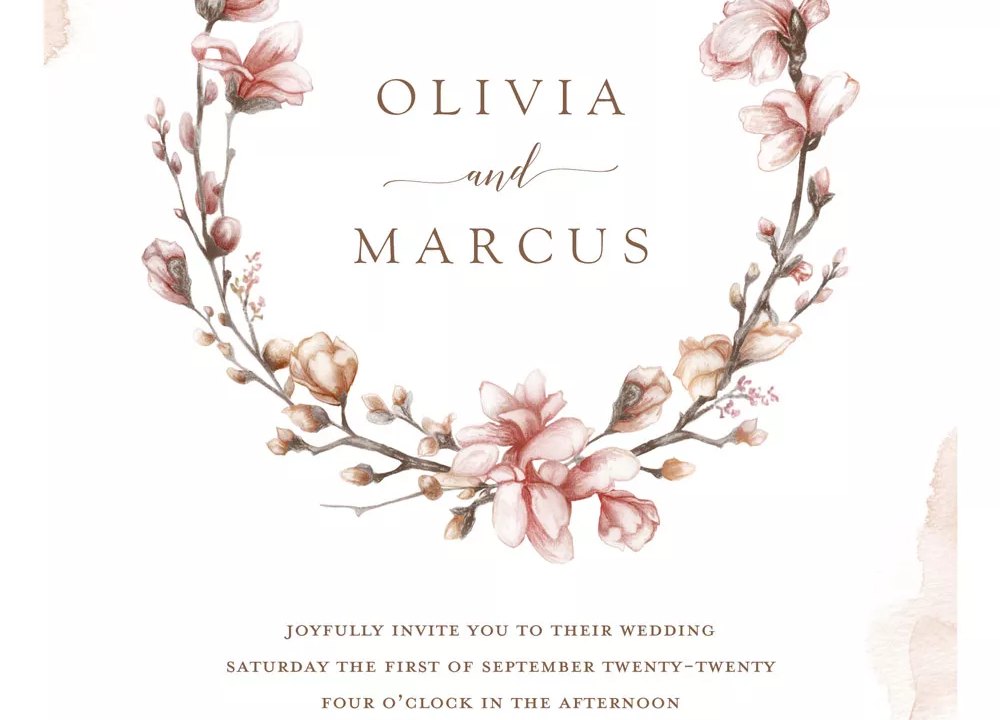 OLIVIA
and
MARCUS
JOYFULLY INVITE YOU TO THEIR WEDDING
SATURDAY THE FIRST OF SEPTEMBER TWENTY-TWENTY
FOUR O'CLOCK IN THE AFTERNOON